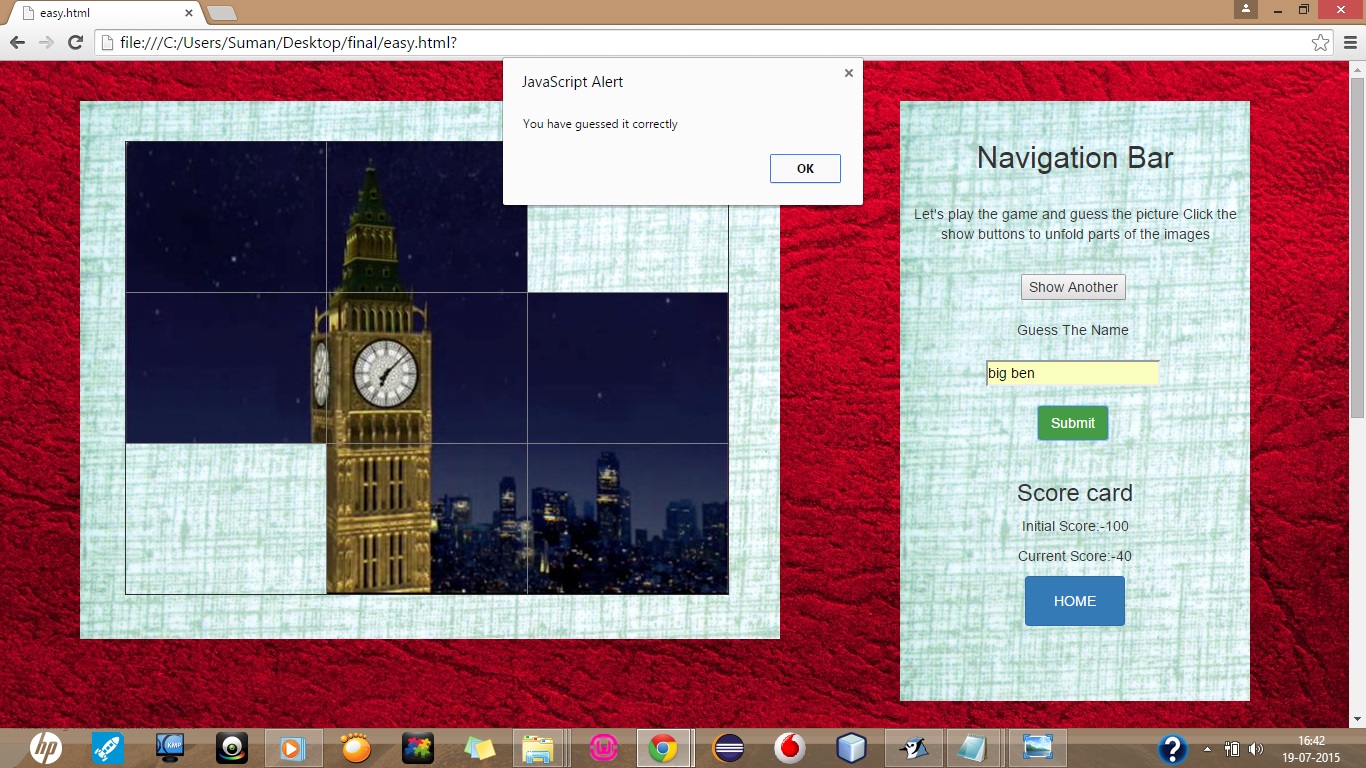 easy.html
file:///C:/Users/Suman/Desktop/final/easy.html?
JavaScript Alert
You have guessed it correctly
OK
Navigation Bar
Let's play the game and guess the picture Click the
show buttons to unfold parts of the images
Show Another
Guess The Name
big ben
Submit
Score card
Initial Score:-100
Current Score:-40
HOME
hp
KMP
16:42
19-07-2015